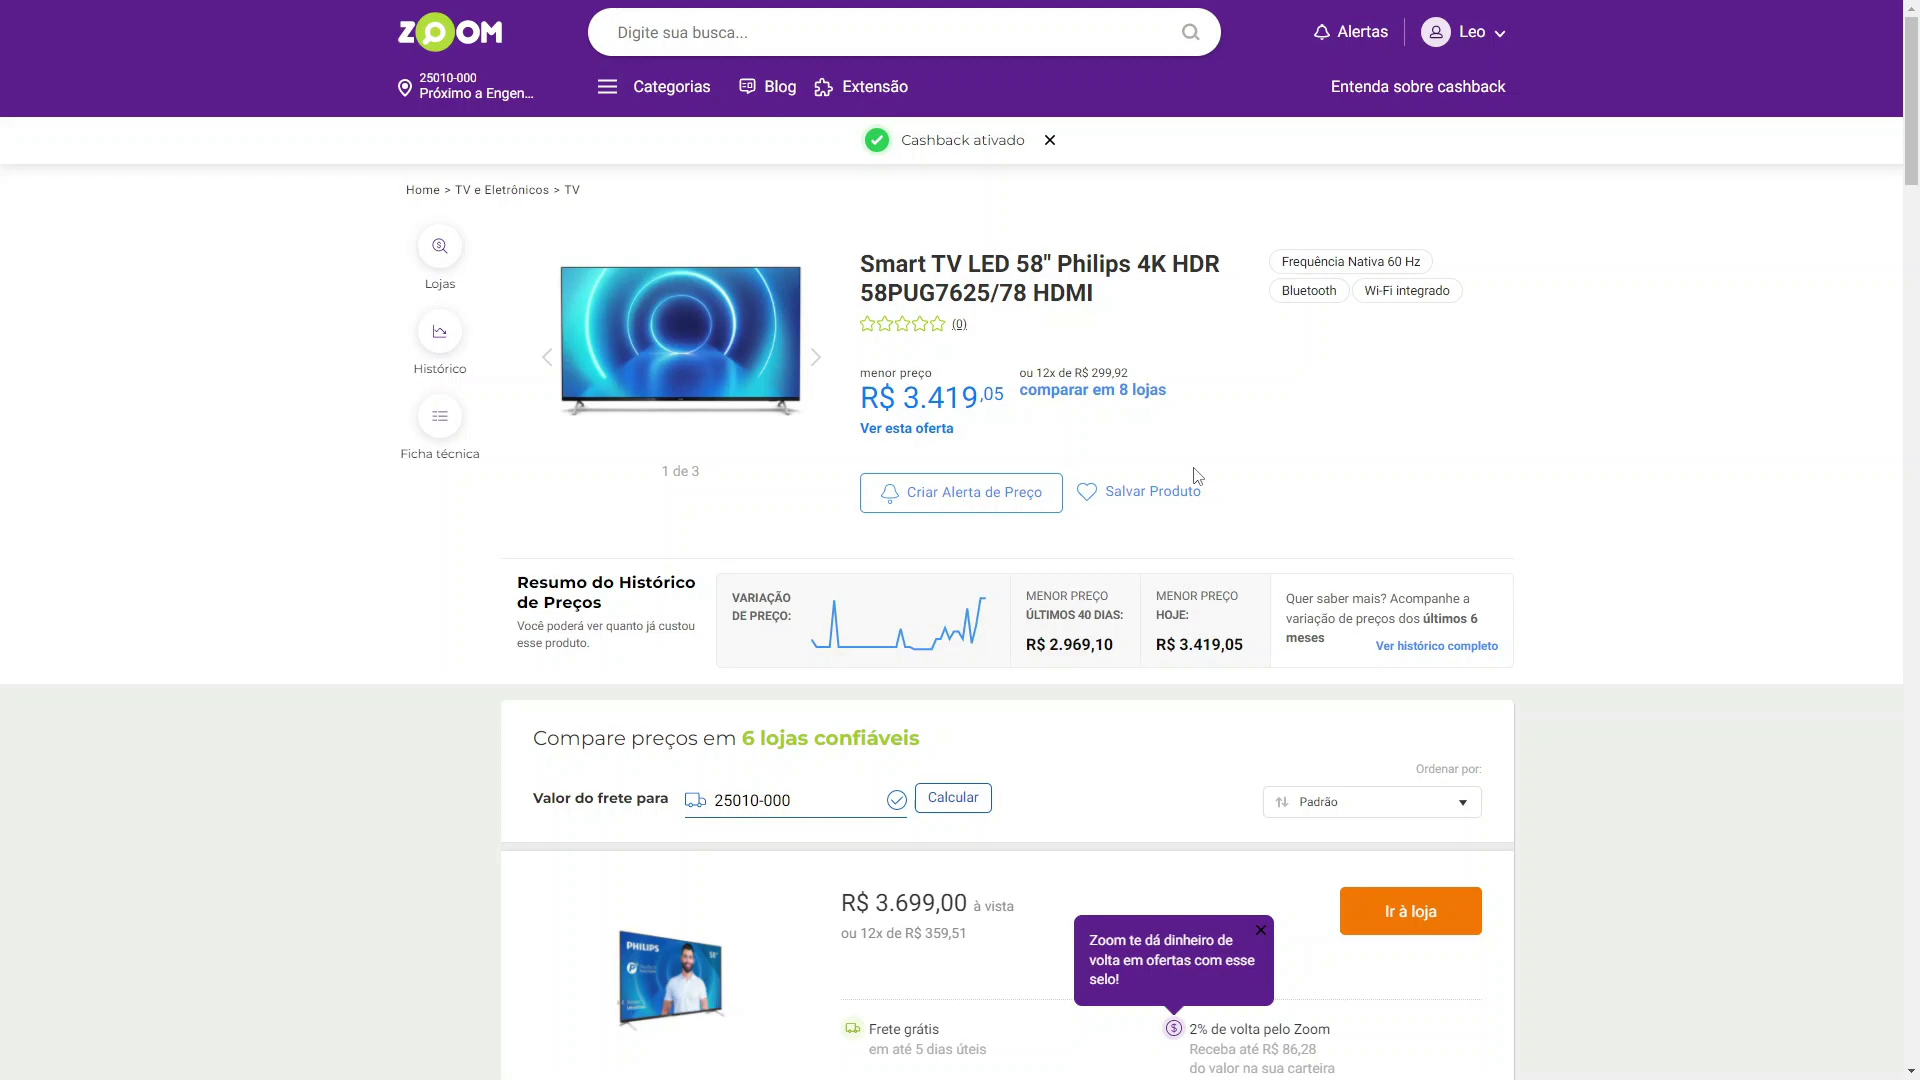 ZOOM
Digite sua busca...
Alertas
Leo
25010-000
Próximo a Engen...
Categorias
Blog
Extensão
Entenda sobre cashback
Cashback ativado
Home > TV e Eletrônicos > TV
Lojas
Histórico
Ficha técnica
1 de 3
Smart TV LED 58" Philips 4K HDR
58PUG7625/78 HDMI
(0)
Frequência Nativa 60 Hz
Bluetooth
Wi-Fi integrado
menor preço
R$ 3.419,05
ou 12x de R$ 299,92
comparar em 8 lojas
Ver esta oferta
Criar Alerta de Preço
Salvar Produto
Resumo do Histórico
de Preços
Você poderá ver quanto já custou
esse produto.
VARIAÇÃO
DE PREÇO:
MENOR PREÇO
ÚLTIMOS 40 DIAS:
R$ 2.969,10
MENOR PREÇO
HOJE:
R$ 3.419,05
Quer saber mais? Acompanhe a
variação de preços dos últimos 6
meses
Ver histórico completo
Compare preços em 6 lojas confiáveis
Valor do frete para
25010-000
Calcular
Ordenar por:
Padrão
PHILIPS
58"
R$ 3.699,00 à vista
ou 12x de R$ 359,51
Ir à loja
Zoom te dá dinheiro de
volta em ofertas com esse
selo!
Frete grátis
em até 5 dias úteis
2% de volta pelo Zoom
Receba até R$ 86,28
do valor na sua carteira